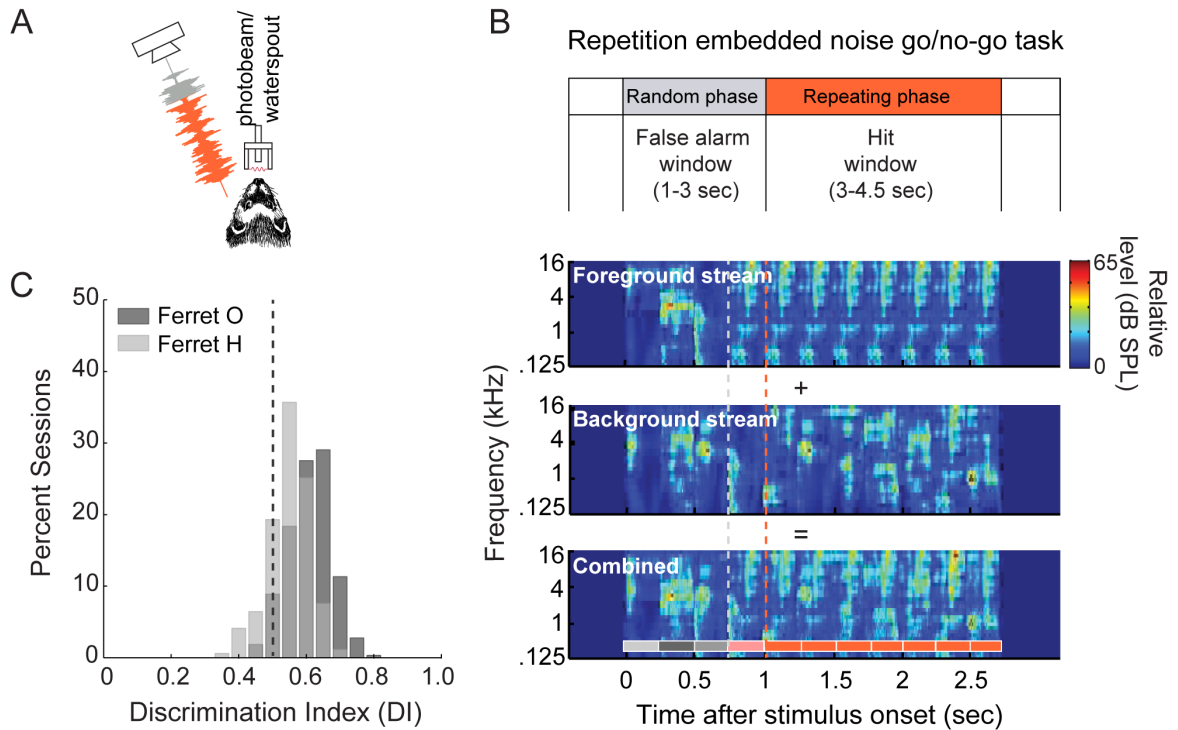 A
photobeam/
waterspout
B
Repetition embedded noise go/no-go task
Random phase
Repeating phase
False alarm
window
(1-3 sec)
Hit
window
(3-4.5 sec)
C
50
40
30
20
10
0
Percent Sessions
Ferret O
Ferret H
0
0.2
0.4
0.6
0.8
1.0
Discrimination Index (DI)
Frequency (kHz)
16
4
1
.125
Foreground stream
65
0
Relative
level (dB SPL)
+
16
4
1
.125
Background stream
=
16
4
1
.125
Combined
0
0.5
1
1.5
2
2.5
Time after stimulus onset (sec)